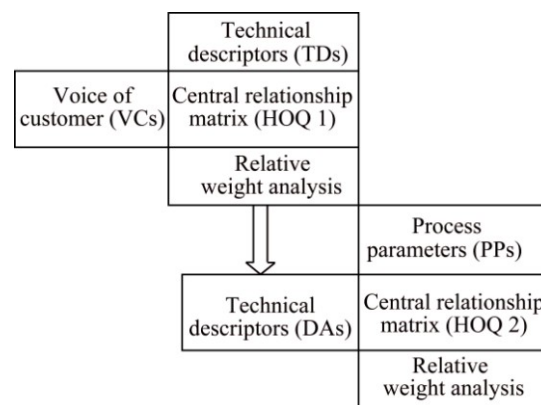 Technical
descriptors (TDs)
Voice of
customer (VCs)
Central relationship
matrix (HOQ 1)
Relative
weight analysis
Process
parameters (PPs)
Technical
descriptors (DAs)
Central relationship
matrix (HOQ 2)
Relative
weight analysis